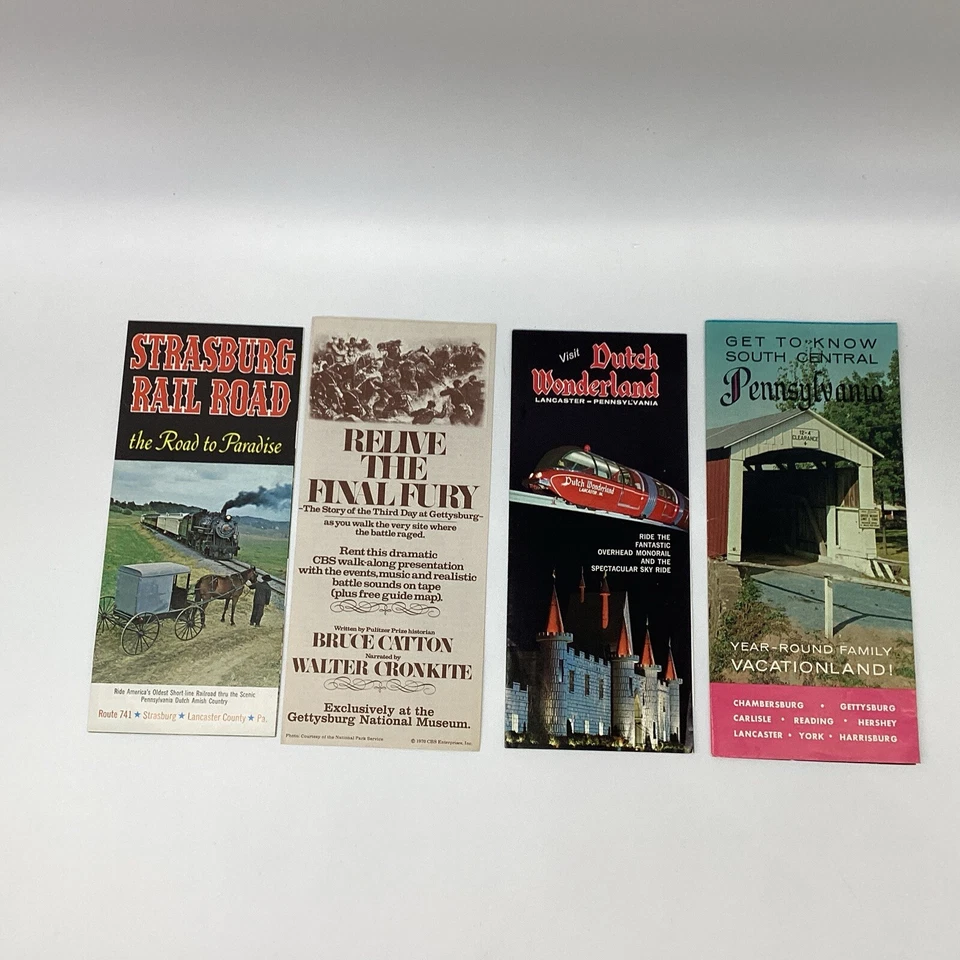 STRASBURG
RAIL ROAD
the Road to Paradise
Ride America's Oldest Short line Railroad thru the Scenic
Pennsylvania Dutch Amish Country
Route 741 ★ Strasburg ★ Lancaster County ★ Pa.
RELIVE
THE
FINAL FURY
-The Story of the Third Day at Gettysburg-
as you walk the very site where
the battle raged.
Rent this dramatic
CBS walk-along presentation
with the events, music and realistic
battle sounds on tape
(plus free guide map).
Written by Pulitzer Prize historian
BRUCE CATTON
Narrated by
WALTER CRONKITE
Exclusively at the
Gettysburg National Museum.
Photo: Courtesy of the National Park Service
© 1970 CBS Enterprises, Inc.
Visit Dutch
Wonderland
LANCASTER - PENNSYLVANIA
Dutch Wonderland
LANCASTER, PA.
RIDE THE
FANTASTIC
OVERHEAD MONORAIL
AND THE
SPECTACULAR SKY RIDE
GET TO KNOW
SOUTH CENTRAL
Pennsylvania
12-4
CLEARANCE
YEAR-ROUND FAMILY
VACATIONLAND!
CHAMBERSBURG • GETTYSBURG
CARLISLE • READING • HERSHEY
LANCASTER • YORK • HARRISBURG